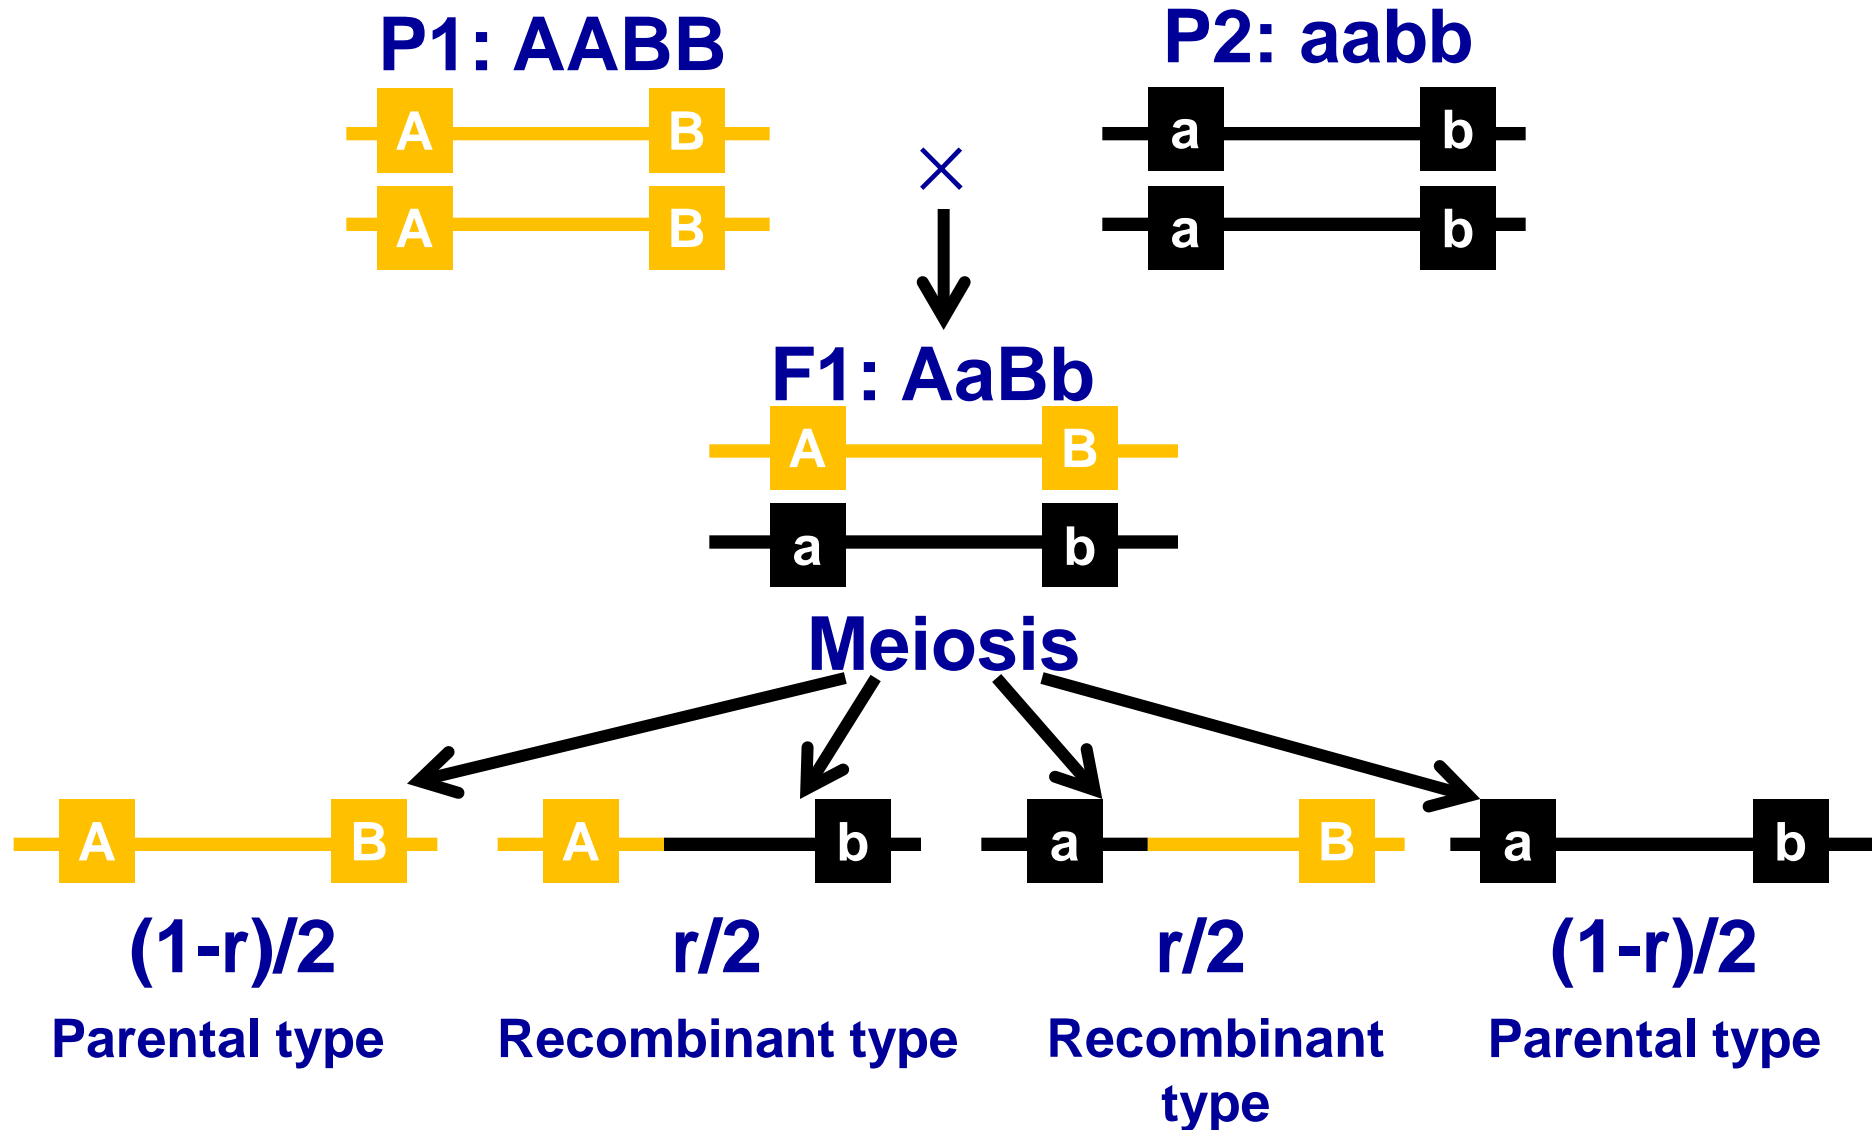 P1: AABB
P2: aabb
A B
a b
×
A B
a b
F1: AaBb
A B
a b
Meiosis
A B
A b
a B
a b
(1-r)/2
r/2
r/2
(1-r)/2
Parental type
Recombinant type
Recombinant
type
Parental type